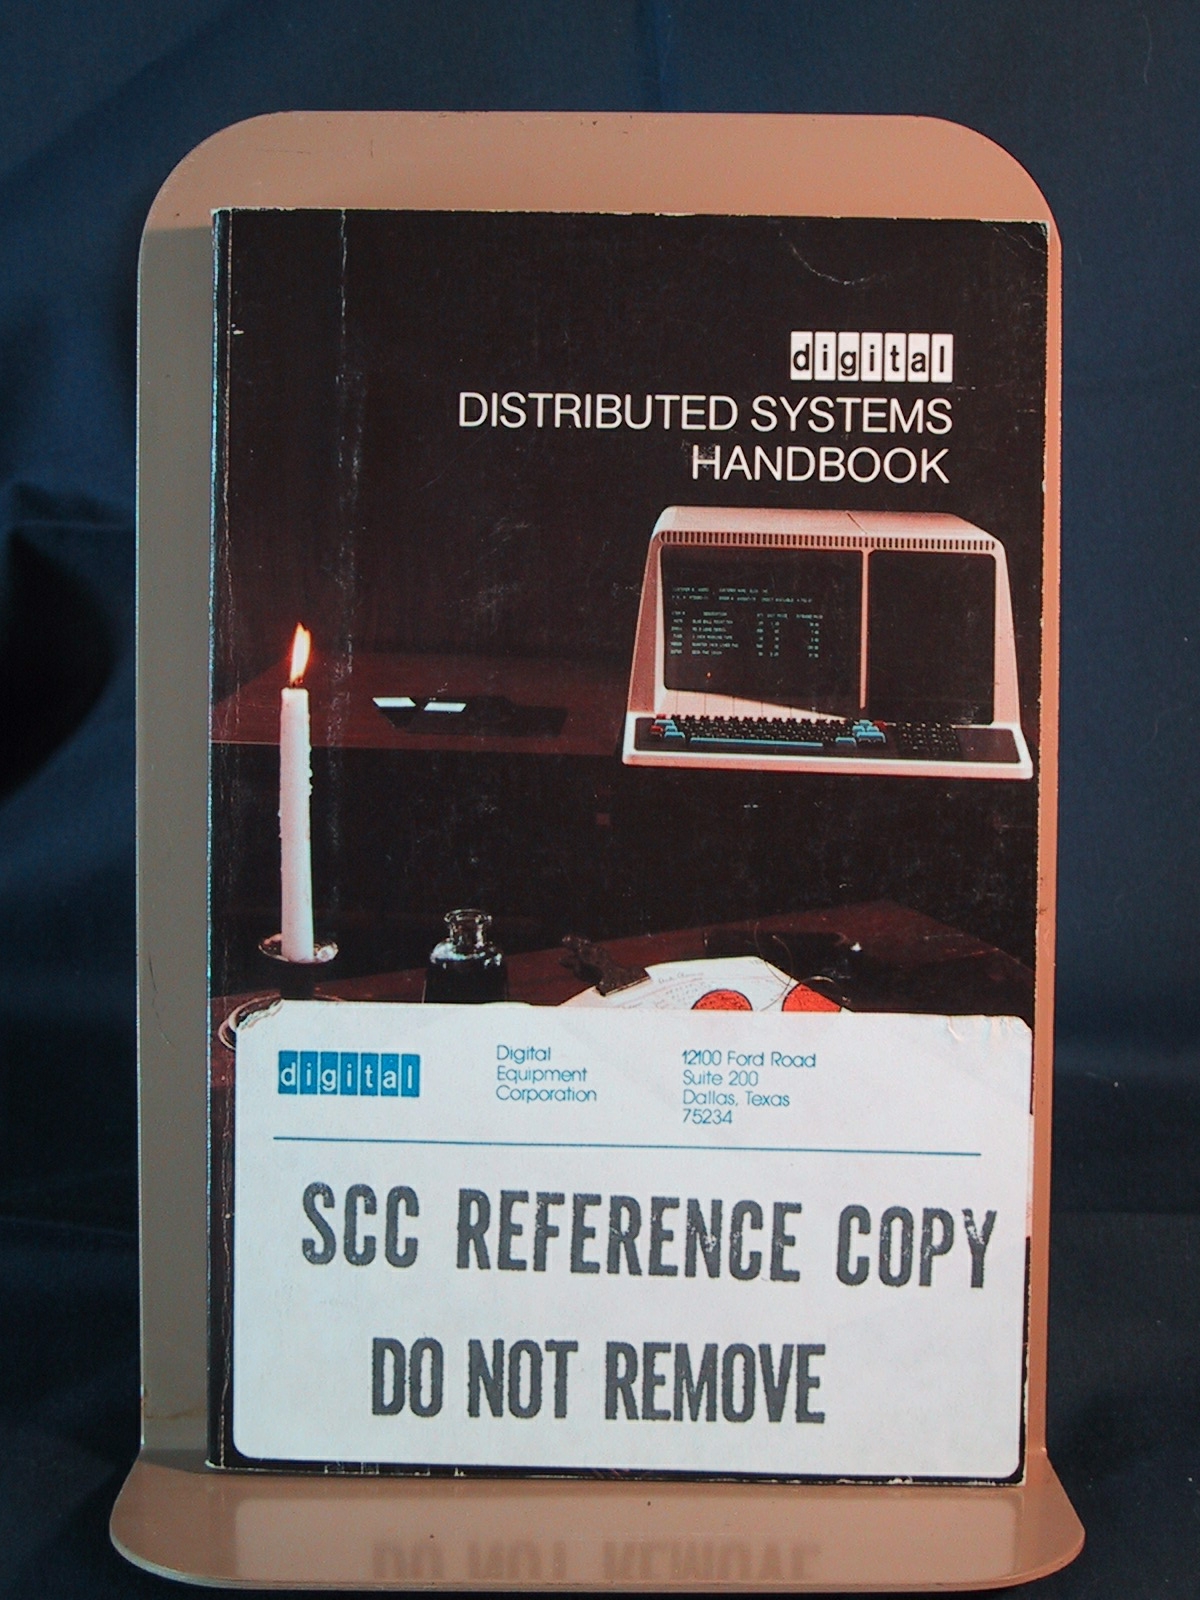 digital
DISTRIBUTED SYSTEMS
HANDBOOK
digital
Digital
Equipment
Corporation
12100 Ford Road
Suite 200
Dallas, Texas
75234
SCC REFERENCE COPY
DO NOT REMOVE